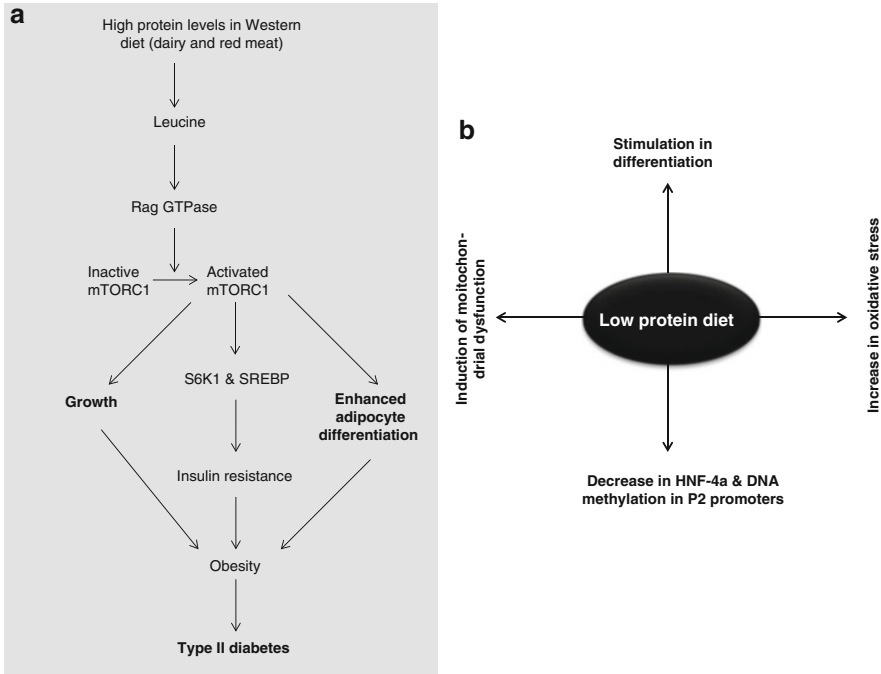 a
High protein levels in Western
diet (dairy and red meat)
Leucine
Rag GTPase
Inactive
mTORC1
Activated
mTORC1
S6K1 & SREBP
Growth
Enhanced
adipocyte
differentiation
Insulin resistance
Obesity
Type II diabetes
b
Stimulation in
differentiation
Induction of moitochon-
drial dysfunction
Low protein diet
Increase in oxidative stress
Decrease in HNF-4a & DNA
methylation in P2 promoters